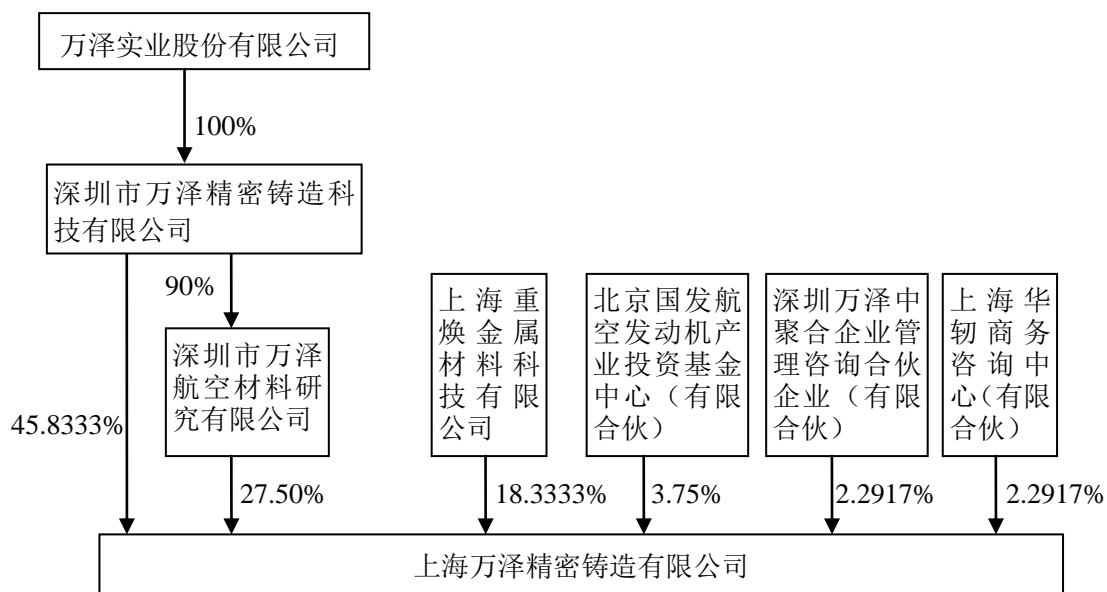 万泽实业股份有限公司
100%
深圳市万泽精密铸造科
技有限公司
90%
45.8333%
深圳市万泽
航空材料研
究有限公司
27.50%
上海重
焕金属
材料科
技有限
公司
18.3333%
北京国发航
空发动机产
业投资基金
中心（有限
合伙）
3.75%
深圳万泽中
聚合企业管
理咨询合伙
企业（有限
合伙）
2.2917%
上海华
轫商务
咨询中
心（有限
合伙）
2.2917%
上海万泽精密铸造有限公司